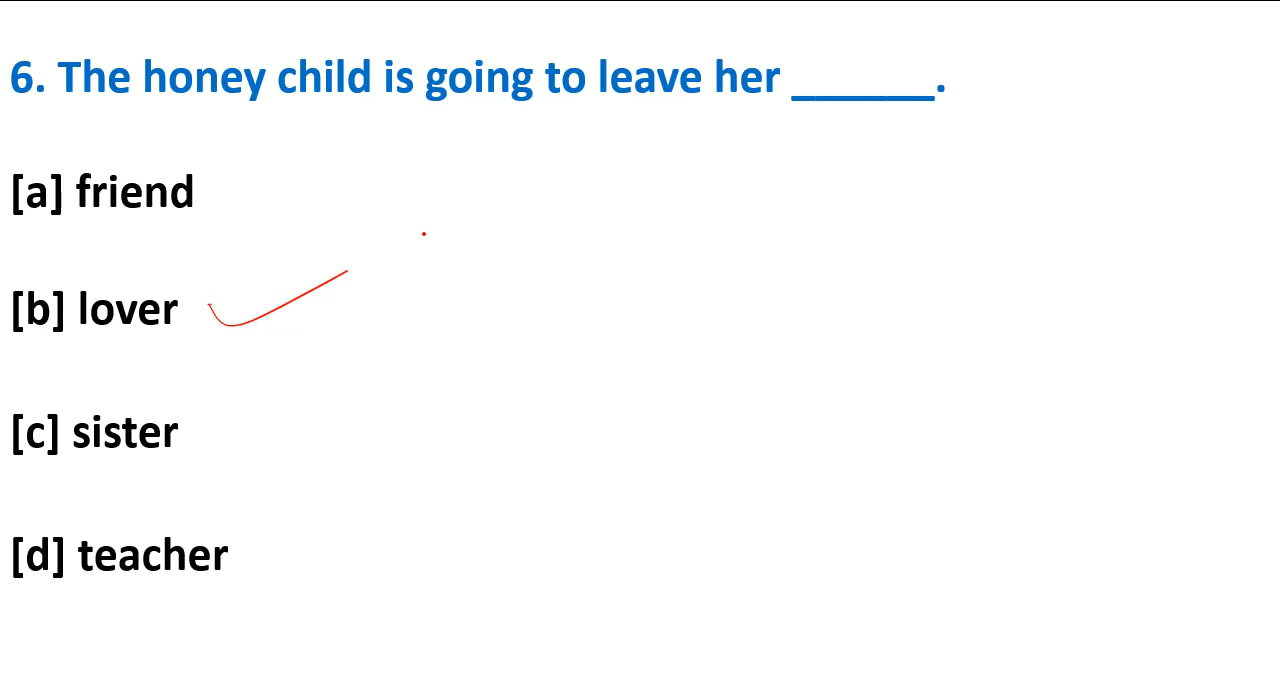 6. The honey child is going to leave her ______.
[a] friend
[b] lover
[c] sister
[d] teacher